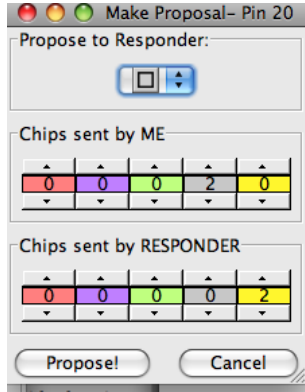 Make Proposal- Pin 20
Propose to Responder:
Chips sent by ME
0 0 0 2 0
Chips sent by RESPONDER
0 0 0 0 2
Propose! Cancel